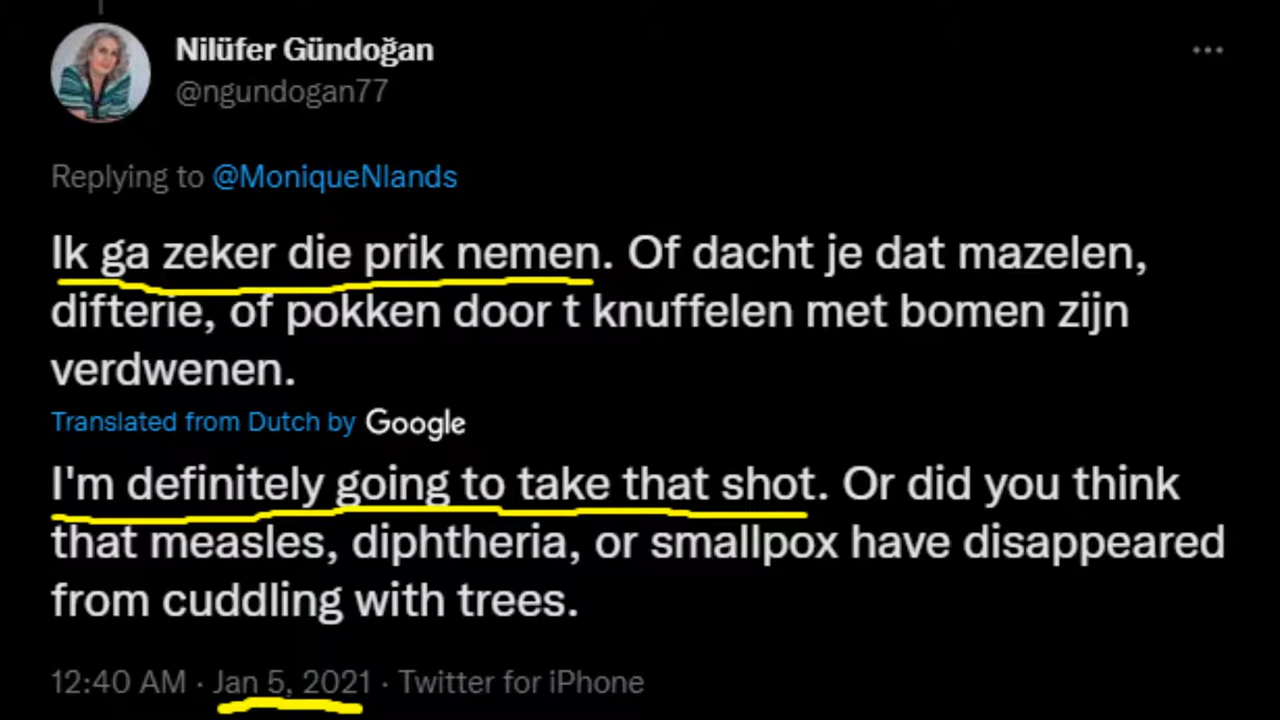 Nilüfer Gündoğan
@ngundogan77
Replying to @MoniqueNlands
Ik ga zeker die prik nemen. Of dacht je dat mazelen,
difterie, of pokken door t knuffelen met bomen zijn
verdwenen.
Translated from Dutch by Google
I'm definitely going to take that shot. Or did you think
that measles, diphtheria, or smallpox have disappeared
from cuddling with trees.
12:40 AM · Jan 5, 2021 · Twitter for iPhone